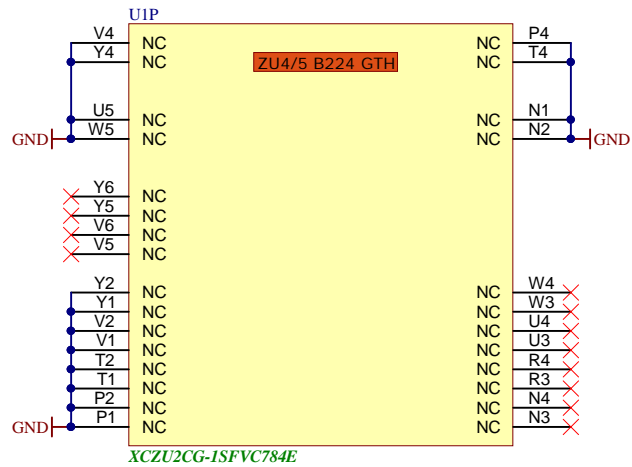 U1P
ZU4/5 B224 GTH
V4 NC NC P4
Y4 NC NC T4
U5 NC NC N1
W5 NC NC N2
GND GND
Y6 NC
Y5 NC
V6 NC
V5 NC
Y2 NC NC W4
Y1 NC NC W3
V2 NC NC U4
V1 NC NC U3
T2 NC NC R4
T1 NC NC R3
P2 NC NC N4
P1 NC NC N3
GND
XCZU2CG-1SFVC784E